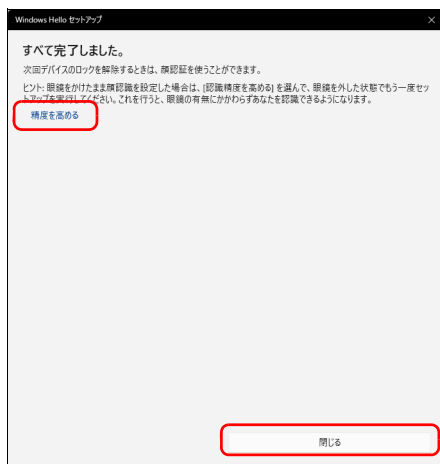 Windows Hello セットアップ
すべて完了しました。
次回デバイスのロックを解除するときは、顔認証を使うことができます。
ヒント: 眼鏡をかけたまま顔認識を設定した場合は、[認識精度を高める] を選んで、眼鏡を外した状態でもう一度セッ
トアップを実行してください。これを行うと、眼鏡の有無にかかわらずあなたを認識できるようになります。
精度を高める
閉じる